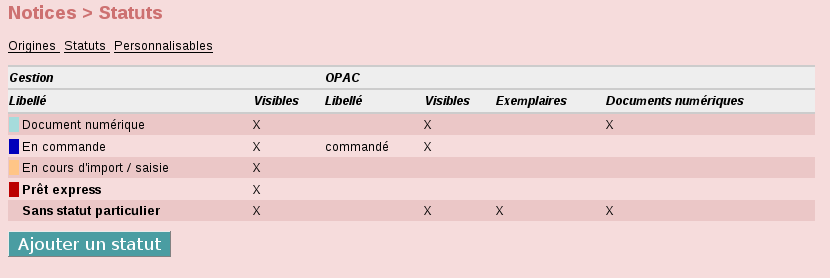 Notices > Statuts
Origines Statuts Personnalisables
Gestion OPAC
Libellé Visibles Libellé Visibles Exemplaires Documents numériques
Document numérique X X X
En commande X commandé X
En cours d'import / saisie X
Prêt express X
Sans statut particulier X X X X
Ajouter un statut